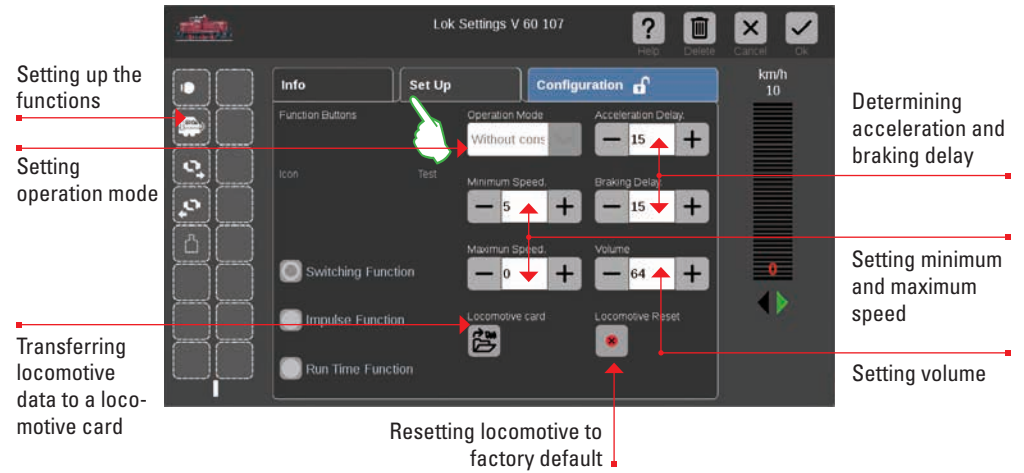 Lok Settings V 60 107
?
Help
Delete
Cancel
Ok
Setting up the
functions
Setting
operation mode
Transferring
locomotive
data to a loco-
motive card
Info
Set Up
Configuration
Function Buttons
Operation Mode
Without cons
Acceleration Delay.
15
Icon
Test
Minimum Speed.
5
Braking Delay.
15
Maximun Speed.
0
Volume
64
Switching Function
Impulse Function
Run Time Function
Locomotive card
Locomotive Reset
km/h
10
0
Determining
acceleration and
braking delay
Setting minimum
and maximum
speed
Setting volume
Resetting locomotive to
factory default